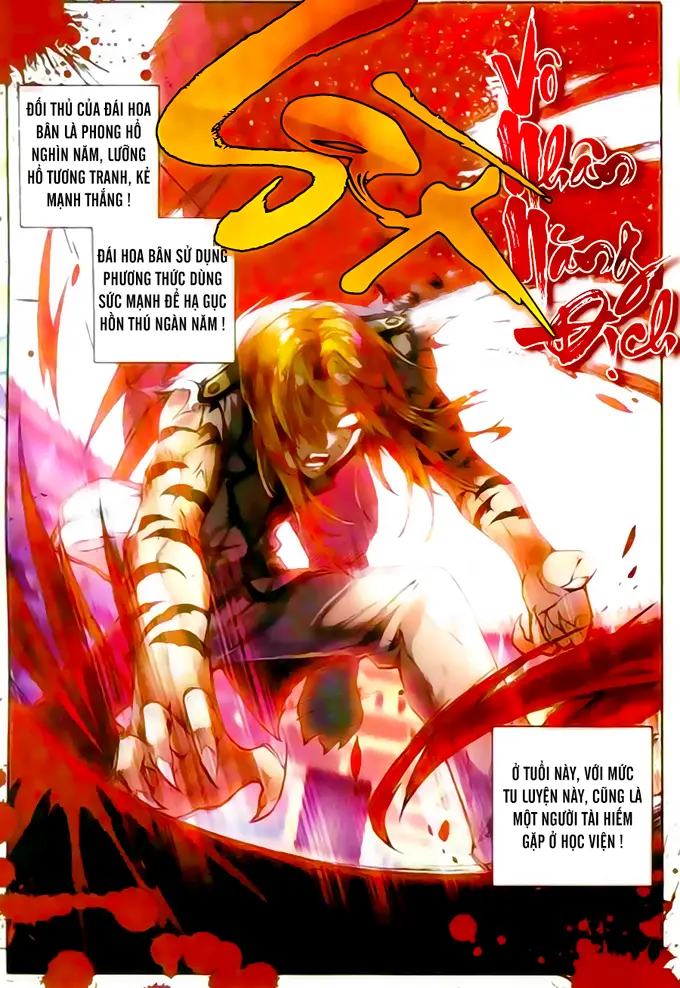 ĐỐI THỦ CỦA ĐÁI HOA
BÂN LÀ PHONG HỔ
NGHÌN NĂM, LƯỠNG
HỔ TƯƠNG TRANH, KẺ
MẠNH THẮNG !
ĐÁI HOA BÂN SỬ DỤNG
PHƯƠNG THỨC DÙNG
SỨC MẠNH ĐỂ HẠ GỤC
HỒN THÚ NGÀN NĂM !
Vô
Nhân
Năng
Địch
Ở TUỔI NÀY, VỚI MỨC
TU LUYỆN NÀY, CŨNG LÀ
MỘT NGƯỜI TÀI HIẾM
GẶP Ở HỌC VIỆN !